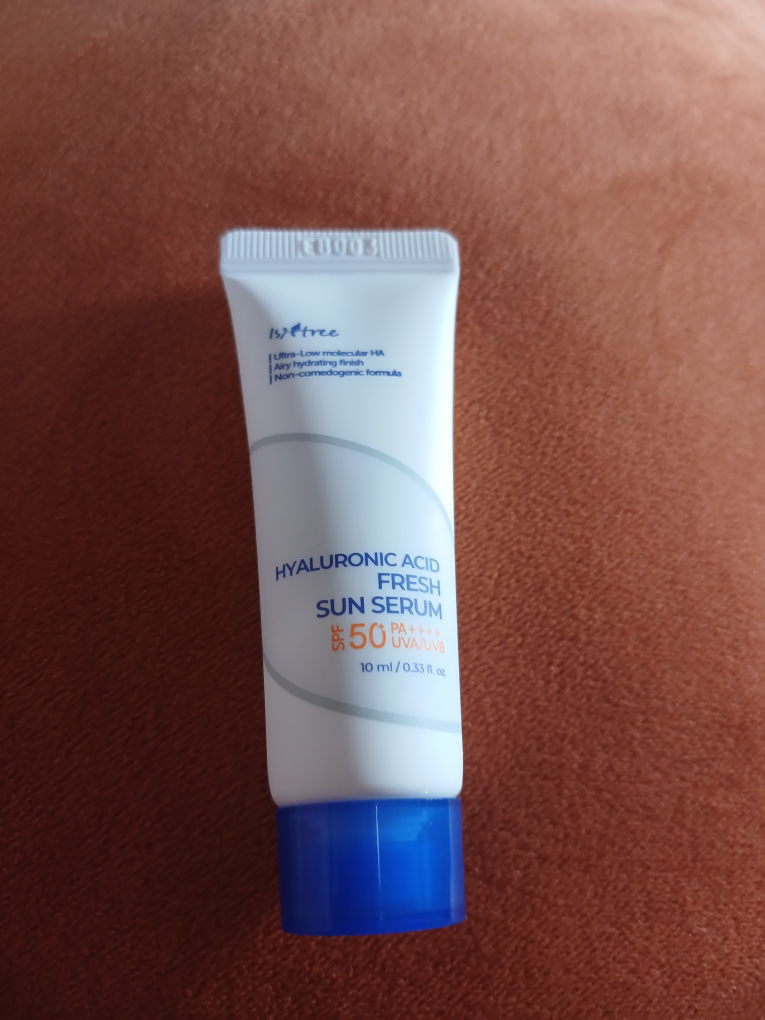 Isntree
Ultra-Low molecular HA
Airy hydrating finish
Non-comedogenic formula
HYALURONIC ACID
FRESH
SUN SERUM
SPF 50+ PA++++
UVA/UVB
10 ml / 0.33 fl. oz.